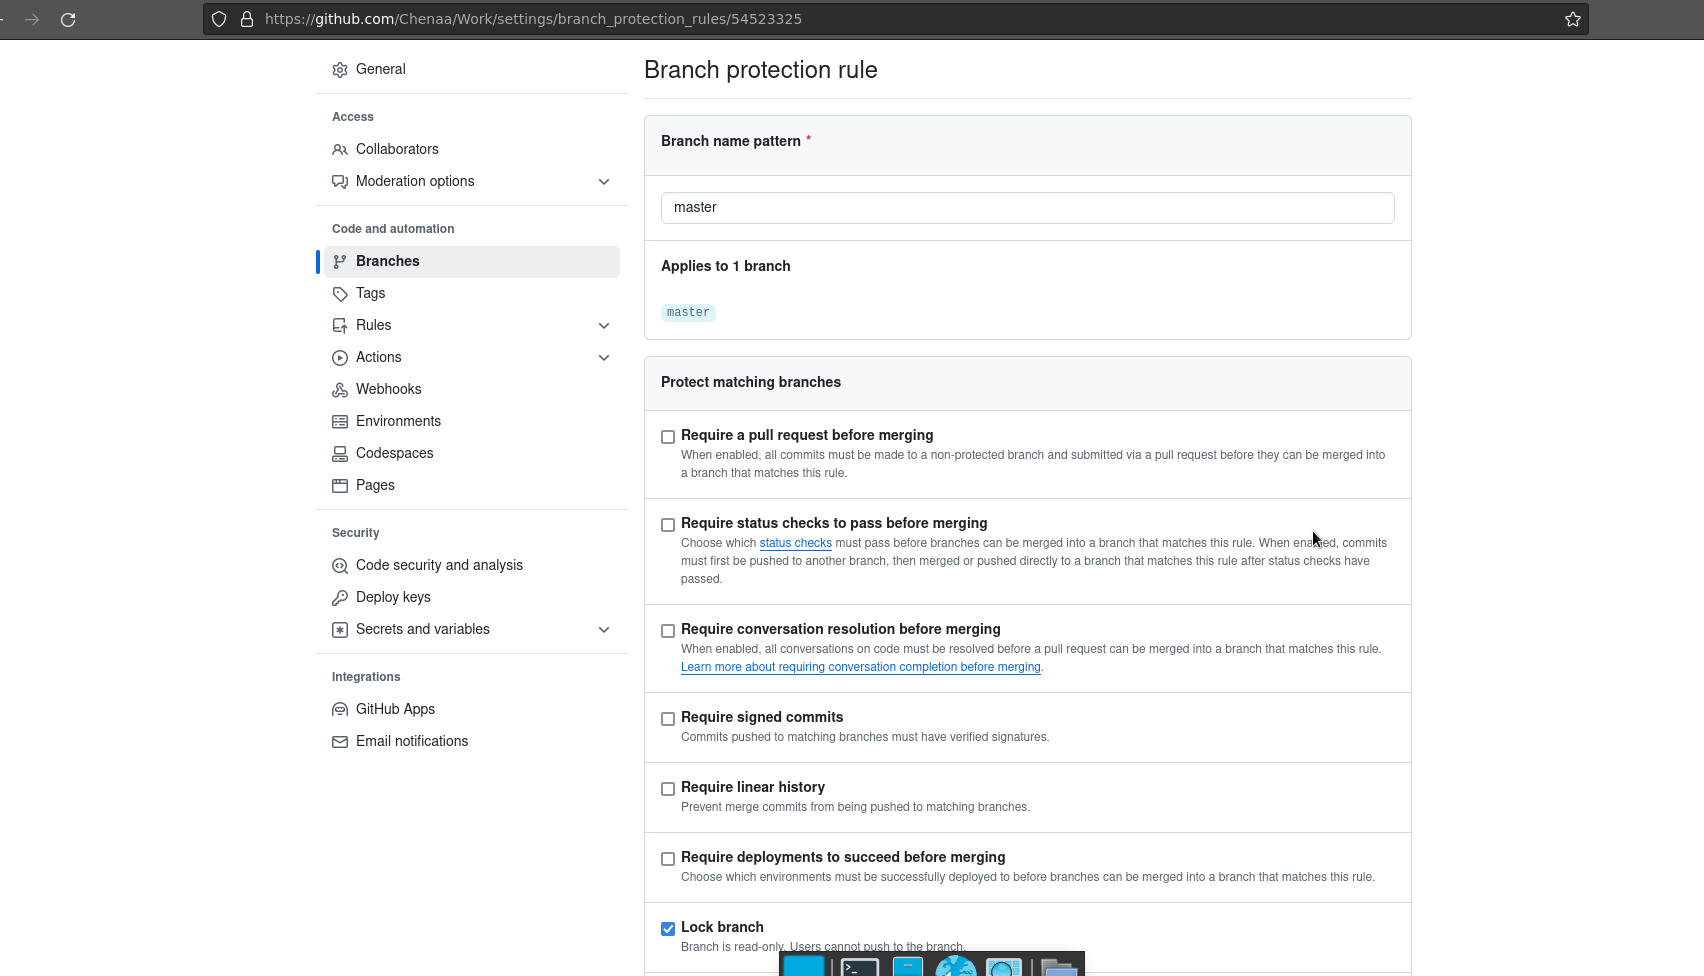 https://github.com/Chenaa/Work/settings/branch_protection_rules/54523325
General
Access
Collaborators
Moderation options
Code and automation
Branches
Tags
Rules
Actions
Webhooks
Environments
Codespaces
Pages
Security
Code security and analysis
Deploy keys
Secrets and variables
Integrations
GitHub Apps
Email notifications
Branch protection rule
Branch name pattern *
master
Applies to 1 branch
master
Protect matching branches
Require a pull request before merging
When enabled, all commits must be made to a non-protected branch and submitted via a pull request before they can be merged into
a branch that matches this rule.
Require status checks to pass before merging
Choose which status checks must pass before branches can be merged into a branch that matches this rule. When enabled, commits
must first be pushed to another branch, then merged or pushed directly to a branch that matches this rule after status checks have
passed.
Require conversation resolution before merging
When enabled, all conversations on code must be resolved before a pull request can be merged into a branch that matches this rule.
Learn more about requiring conversation completion before merging.
Require signed commits
Commits pushed to matching branches must have verified signatures.
Require linear history
Prevent merge commits from being pushed to matching branches.
Require deployments to succeed before merging
Choose which environments must be successfully deployed to before branches can be merged into a branch that matches this rule.
Lock branch
Branch is read-only. Users cannot push to the branch.